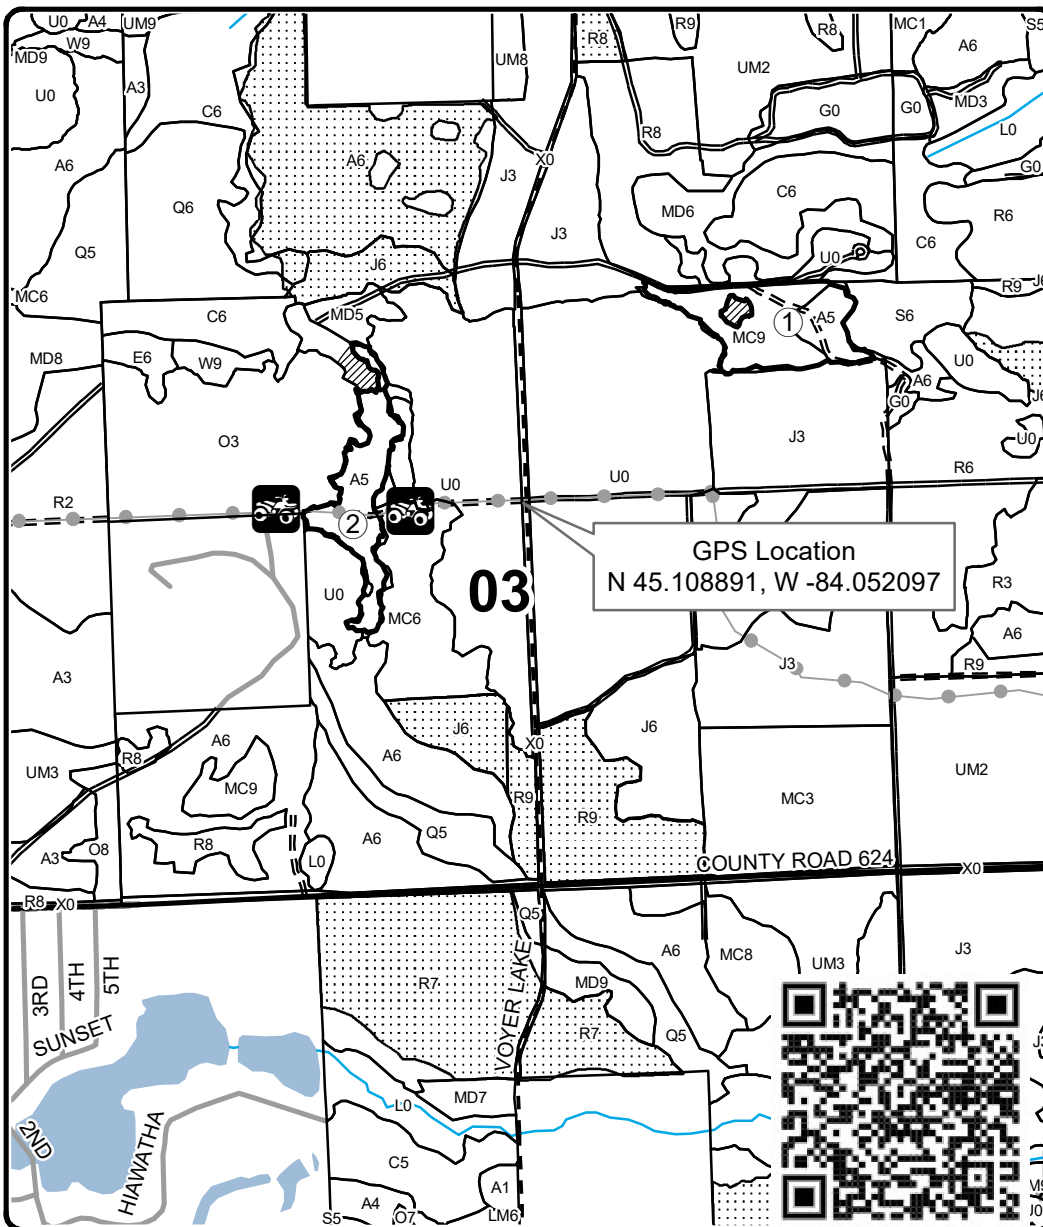 U0 A4 UM9 R8 R9 R8 MC1 S5
W9 UM8 A6
MD9 A3 UM2
U0 C6 G0 G0 MD3
R8 L0
A6 A6 X0 G0
J3 C6
Q6 MD6 R6
Q5 J3 C6
J6 U0
MC6 R9 J6
C6 MD5 A5 S6
1
MD8 E6 W9 MC9 U0
A6
G0 J6
O3 J3 U0
A5 U0 U0 R6
R2
2
GPS Location
N 45.108891, W -84.052097
03
U0 MC6 R3
A6
A3 J3 R9
A6 J6 J6
R8 A6 X0
UM3 MC9 R9 MC3 UM2
R9
A3 O8 R8 L0 A6 Q5
COUNTY ROAD 624
X0
R8 X0
Q5
3RD 4TH 5TH A6 MC8 UM3 J3
R7 MD9
VOYER LAKE
SUNSET R7 Q5
MD7
L0
2ND HIAWATHA
C5
A1
A4 O7 S5 LM6